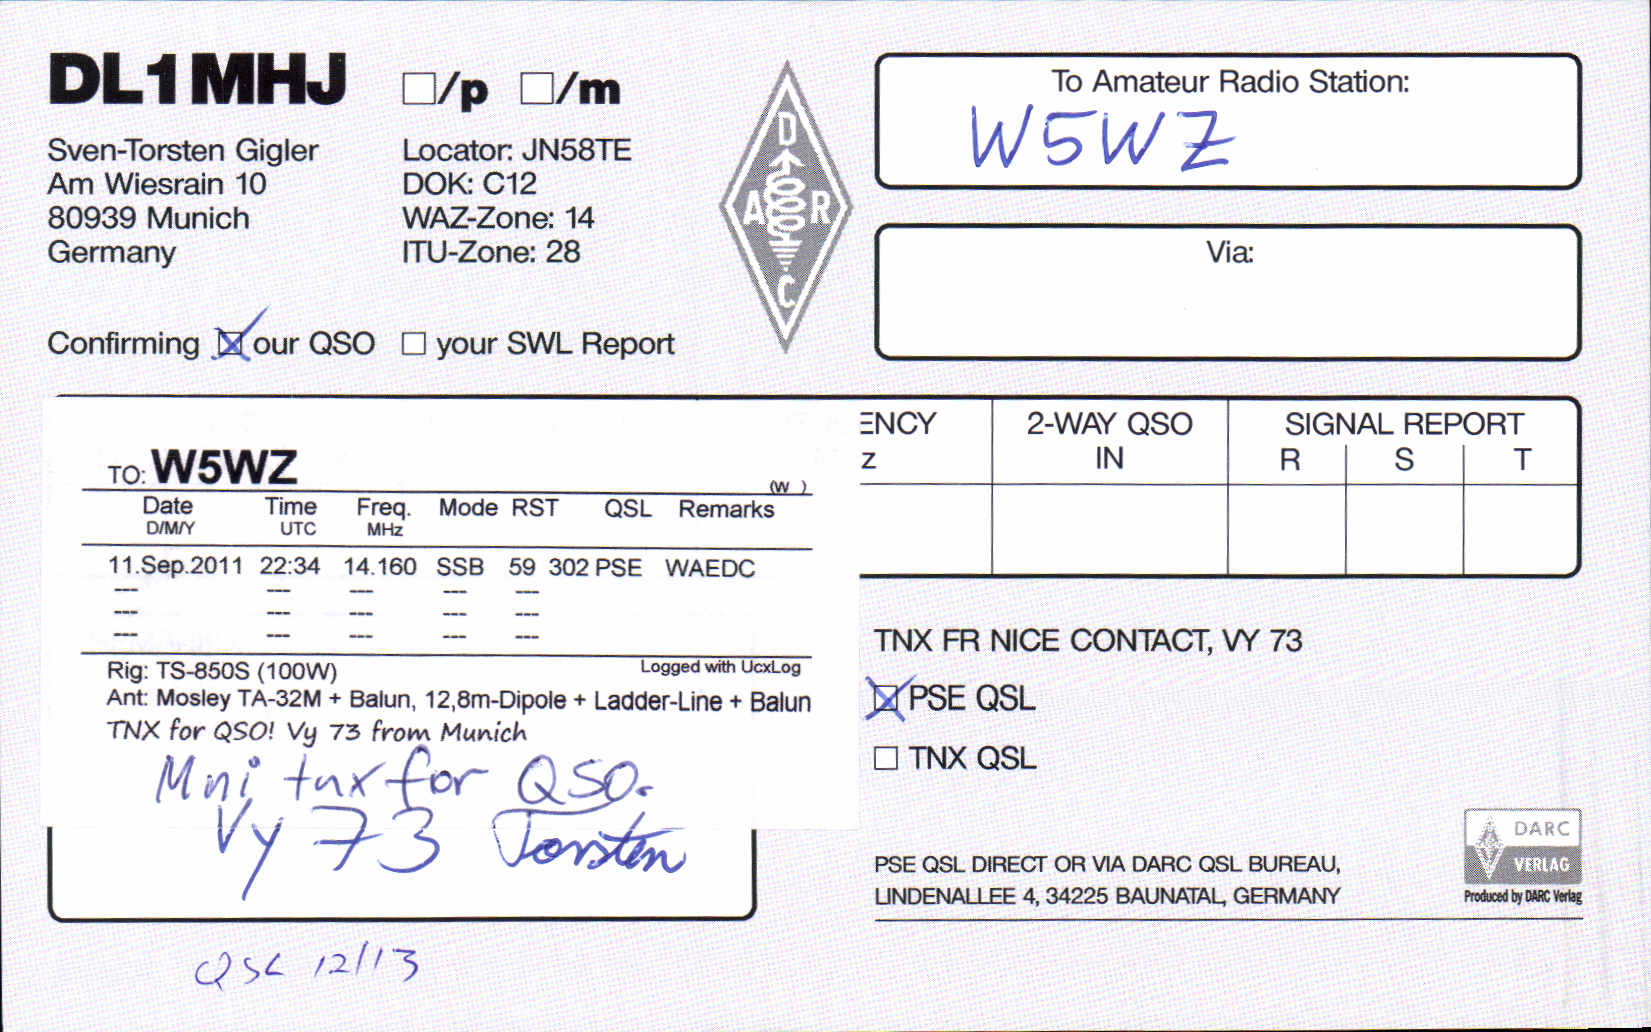 DL1MHJ □/p □/m
Sven-Torsten Gigler
Am Wiesrain 10
80939 Munich
Germany
Locator: JN58TE
DOK: C12
WAZ-Zone: 14
ITU-Zone: 28
D
A R
C
To Amateur Radio Station:
W5WZ
Via:
Confirming ☒ our QSO □ your SWL Report
ENCY 2-WAY QSO SIGNAL REPORT
z IN R S T
TO: W5WZ
(W )
Date Time Freq. Mode RST QSL Remarks
D/M/Y UTC MHz
11.Sep.2011 22:34 14.160 SSB 59 302 PSE WAEDC
--- --- --- --- ---
--- --- --- --- ---
--- --- --- --- ---
Rig: TS-850S (100W) Logged with UcxLog
Ant: Mosley TA-32M + Balun, 12,8m-Dipole + Ladder-Line + Balun
TNX for QSO! Vy 73 from Munich
Mni tnx for QSO.
Vy 73 Torsten
QSL 12/13
TNX FR NICE CONTACT, VY 73
☒ PSE QSL
□ TNX QSL
PSE QSL DIRECT OR VIA DARC QSL BUREAU,
LINDENALLEE 4, 34225 BAUNATAL, GERMANY
DARC
VERLAG
Produced by DARC Verlag